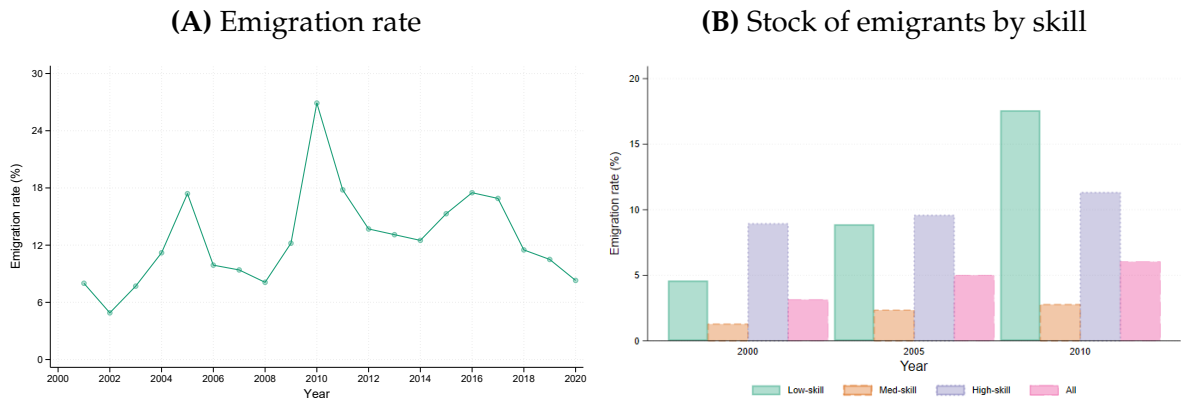 (A) Emigration rate
30
24
18
12
6
0
Emigration rate (%)
2000 2002 2004 2006 2008 2010 2012 2014 2016 2018 2020
Year
(B) Stock of emigrants by skill
20
15
10
5
0
Emigration rate (%)
2000 2005 2010
Year
Low-skill Med-skill High-skill All